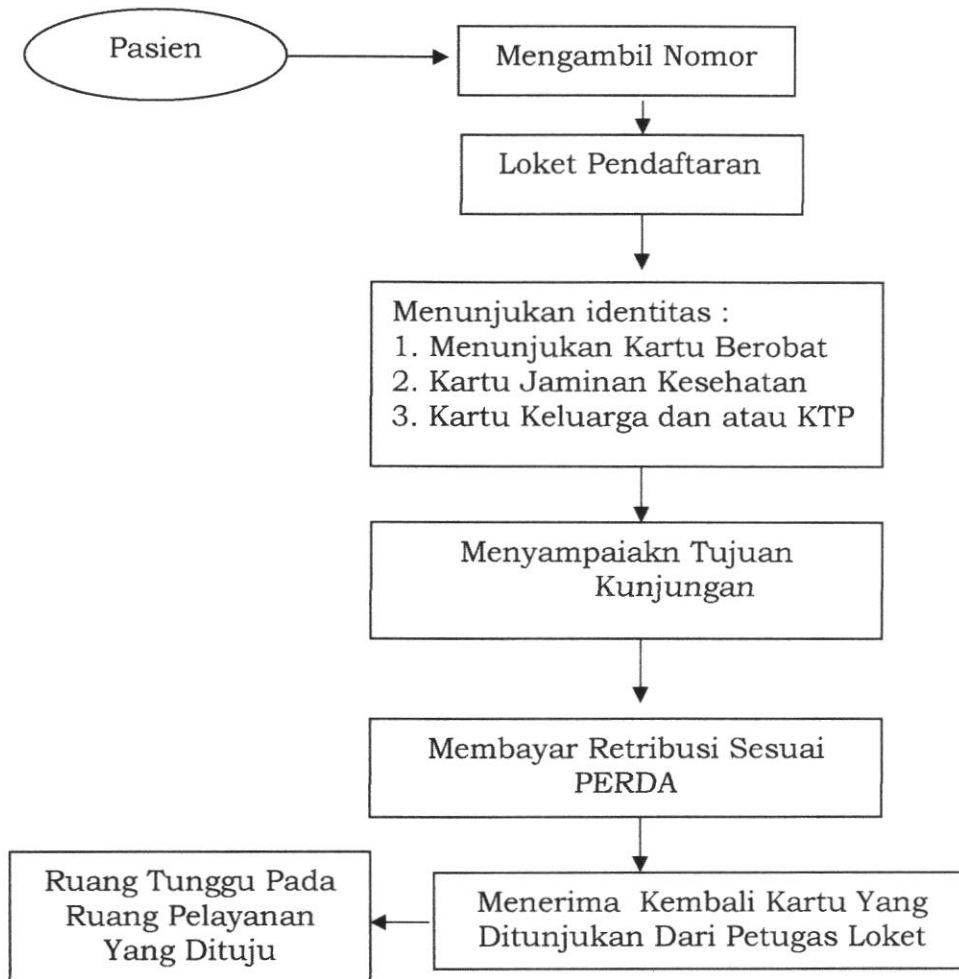 Pasien
Mengambil Nomor
Loket Pendaftaran
Menunjukan identitas :
1. Menunjukan Kartu Berobat
2. Kartu Jaminan Kesehatan
3. Kartu Keluarga dan atau KTP
Menyampaiakn Tujuan
Kunjungan
Membayar Retribusi Sesuai
PERDA
Menerima Kembali Kartu Yang
Ditunjukan Dari Petugas Loket
Ruang Tunggu Pada
Ruang Pelayanan
Yang Dituju